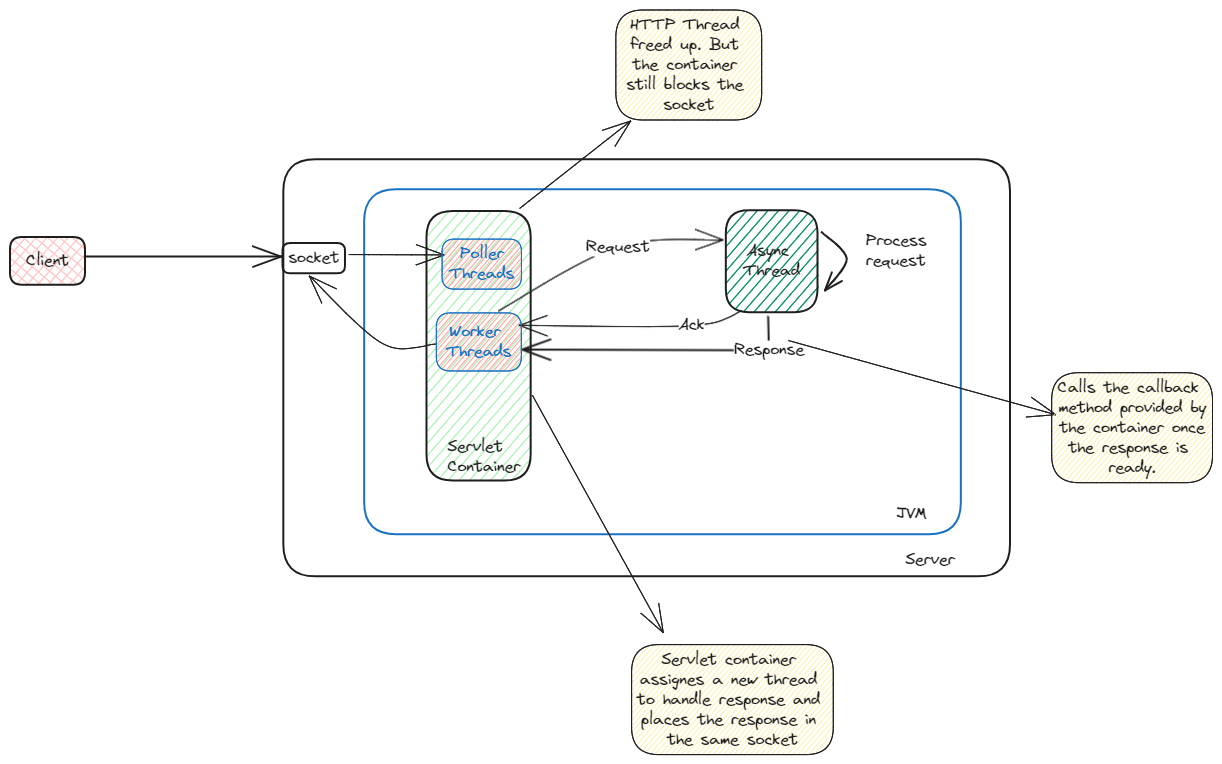 HTTP Thread
freed up. But
the container
still blocks the
socket
Client
socket
Poller
Threads
Request
Async
Thread
Process
request
Worker
Threads
Ack
Response
Calls the callback
method provided by
the container once
the response is
ready.
Servlet
Container
JVM
Server
Servlet container
assignes a new thread
to handle response and
places the response in
the same socket